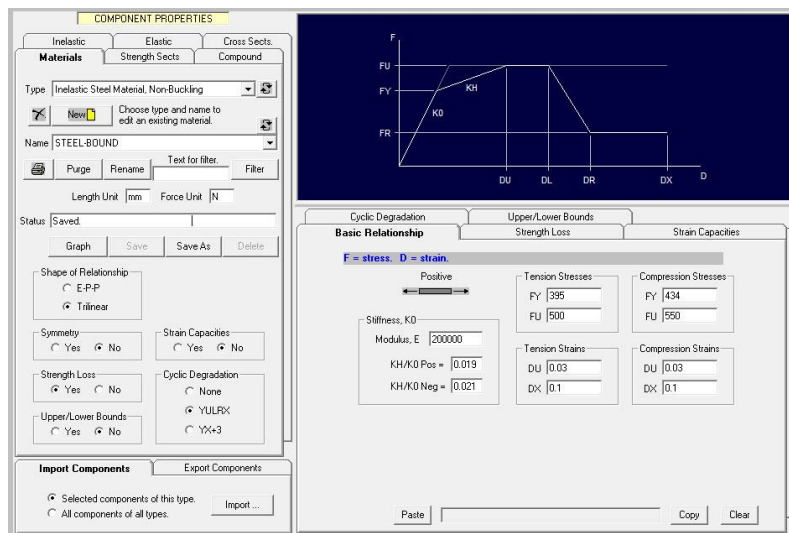 COMPONENT PROPERTIES
Inelastic Elastic Cross Sects.
Materials Strength Sects Compound
Type Inelastic Steel Material, Non-Buckling
New Choose type and name to
edit an existing material.
Name STEEL-BOUND
Purge Rename Text for filter. Filter
Length Unit mm Force Unit N
Status Saved.
Graph Save Save As Delete
Shape of Relationship
E-P-P
Trilinear
Symmetry
Yes No
Strain Capacities
Yes No
Strength Loss
Yes No
Cyclic Degradation
None
YULRX
YX+3
Upper/Lower Bounds
Yes No
Import Components Export Components
Selected components of this type.
All components of all types.
Import ...
F
FU
FY
KH
K0
FR
DU DL DR DX D
Cyclic Degradation Upper/Lower Bounds
Basic Relationship Strength Loss Strain Capacities
F = stress. D = strain.
Positive
Stiffness, K0
Modulus, E 200000
KH/K0 Pos = 0.019
KH/K0 Neg = 0.021
Tension Stresses
FY 395
FU 500
Compression Stresses
FY 434
FU 550
Tension Strains
DU 0.03
DX 0.1
Compression Strains
DU 0.03
DX 0.1
Paste Copy Clear